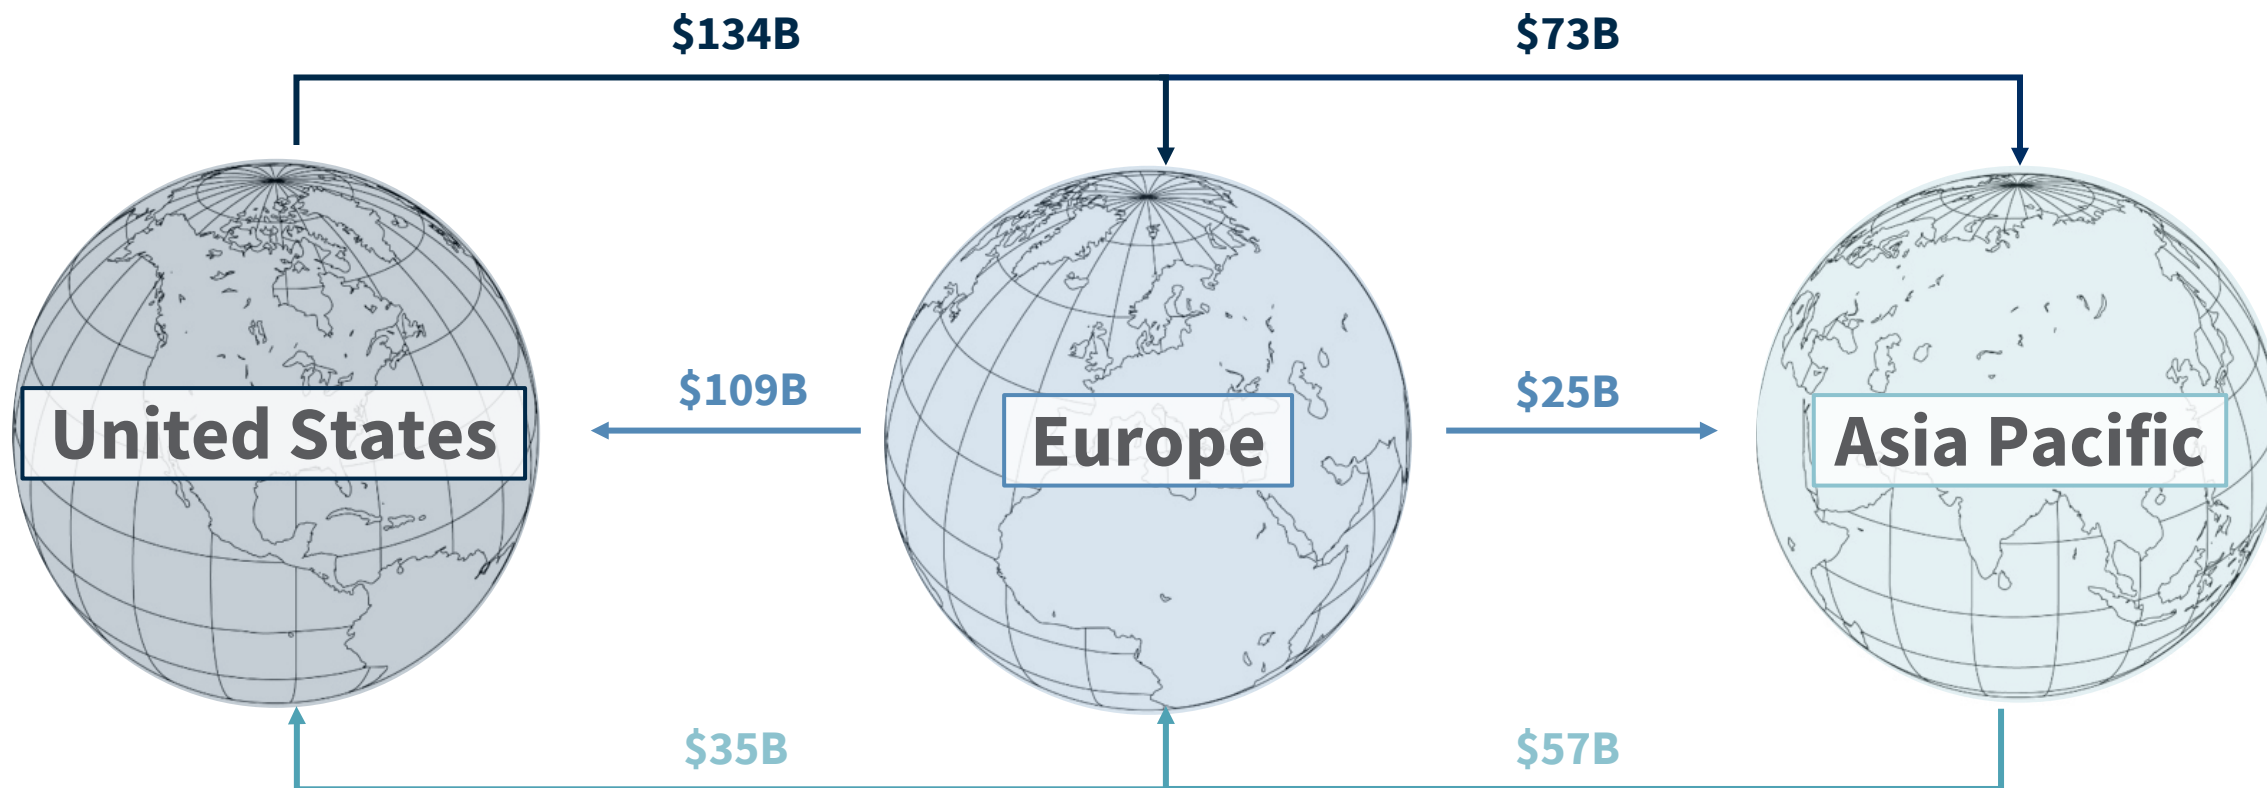 $134B
$73B
$109B
$25B
United States
Europe
Asia Pacific
$35B
$57B